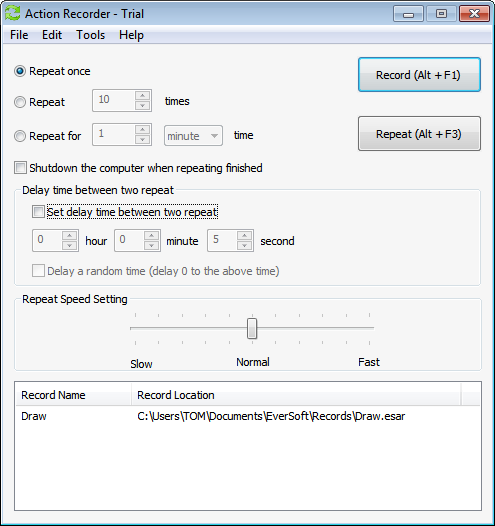 Action Recorder - Trial
File Edit Tools Help
Repeat once
Record (Alt + F1)
Repeat 10 times
Repeat for 1 minute time
Repeat (Alt + F3)
Shutdown the computer when repeating finished
Delay time between two repeat
Set delay time between two repeat
0 hour 0 minute 5 second
Delay a random time (delay 0 to the above time)
Repeat Speed Setting
Slow Normal Fast
Record Name Record Location
Draw C:\Users\TOM\Documents\EverSoft\Records\Draw.esar